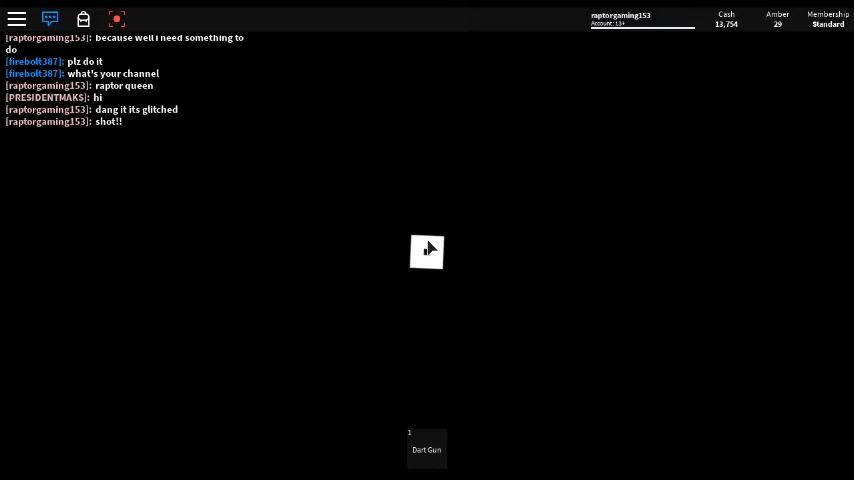 raptorgaming153
Account: 13+
Cash
13,754
Amber
29
Membership
Standard
[raptorgaming153]: because well i need something to
do
[firebolt387]: plz do it
[firebolt387]: what's your channel
[raptorgaming153]: raptor queen
[PRESIDENTMAKS]: hi
[raptorgaming153]: dang it its glitched
[raptorgaming153]: shot!!
1
Dart Gun